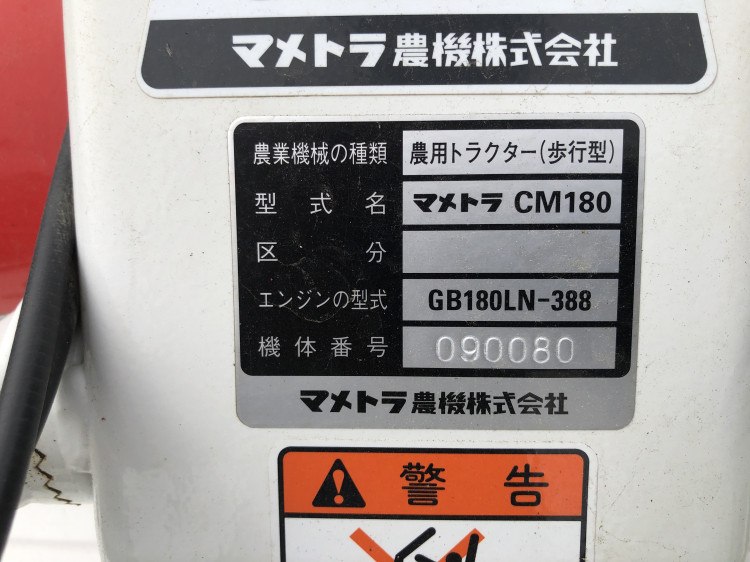 マメトラ農機株式会社
農業機械の種類 農用トラクター(歩行型)
型式名 マメトラ CM180
区分
エンジンの型式 GB180LN-388
機体番号 090080
マメトラ農機株式会社
警告